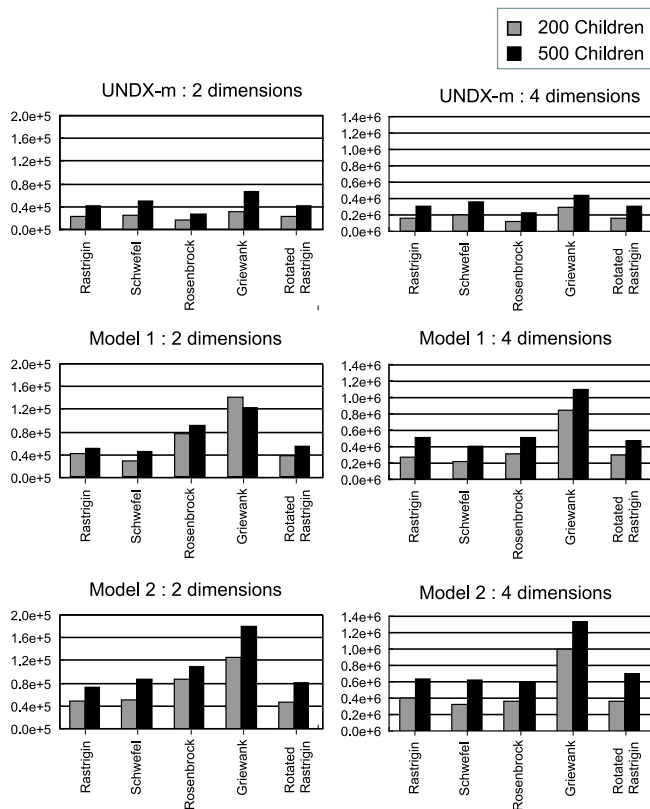 200 Children
500 Children
UNDX-m : 2 dimensions
2.0e+5
1.6e+5
1.2e+5
0.8e+5
0.4e+5
0.0e+5
Rastrigin
Schwefel
Rosenbrock
Griewank
Rotated
Rastrigin
UNDX-m : 4 dimensions
1.4e+6
1.2e+6
1.0e+6
0.8e+6
0.6e+6
0.4e+6
0.2e+6
0.0e+6
Rastrigin
Schwefel
Rosenbrock
Griewank
Rotated
Rastrigin
Model 1 : 2 dimensions
2.0e+5
1.6e+5
1.2e+5
0.8e+5
0.4e+5
0.0e+5
Rastrigin
Schwefel
Rosenbrock
Griewank
Rotated
Rastrigin
Model 1 : 4 dimensions
1.4e+6
1.2e+6
1.0e+6
0.8e+6
0.6e+6
0.4e+6
0.2e+6
0.0e+6
Rastrigin
Schwefel
Rosenbrock
Griewank
Rotated
Rastrigin
Model 2 : 2 dimensions
2.0e+5
1.6e+5
1.2e+5
0.8e+5
0.4e+5
0.0e+5
Rastrigin
Schwefel
Rosenbrock
Griewank
Rotated
Rastrigin
Model 2 : 4 dimensions
1.4e+6
1.2e+6
1.0e+6
0.8e+6
0.6e+6
0.4e+6
0.2e+6
0.0e+6
Rastrigin
Schwefel
Rosenbrock
Griewank
Rotated
Rastrigin